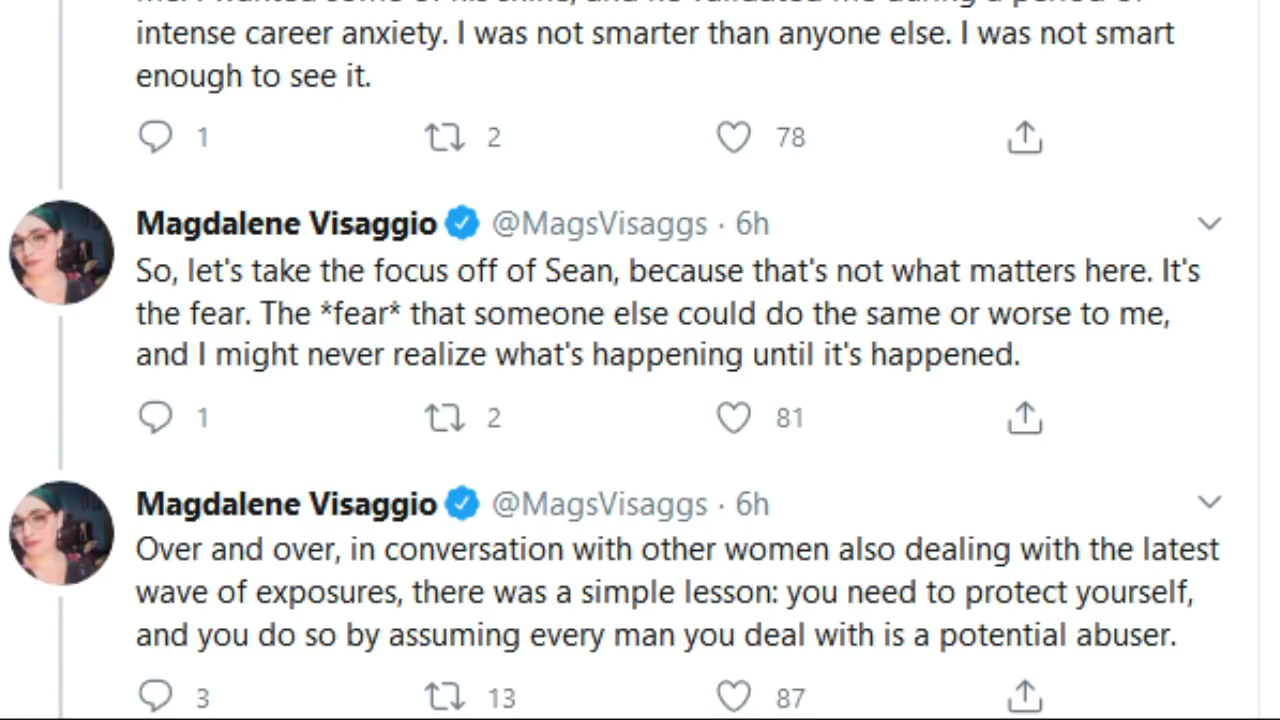 intense career anxiety. I was not smarter than anyone else. I was not smart
enough to see it.
1 2 78
Magdalene Visaggio @MagsVisaggs · 6h
So, let's take the focus off of Sean, because that's not what matters here. It's
the fear. The *fear* that someone else could do the same or worse to me,
and I might never realize what's happening until it's happened.
1 2 81
Magdalene Visaggio @MagsVisaggs · 6h
Over and over, in conversation with other women also dealing with the latest
wave of exposures, there was a simple lesson: you need to protect yourself,
and you do so by assuming every man you deal with is a potential abuser.
3 13 87